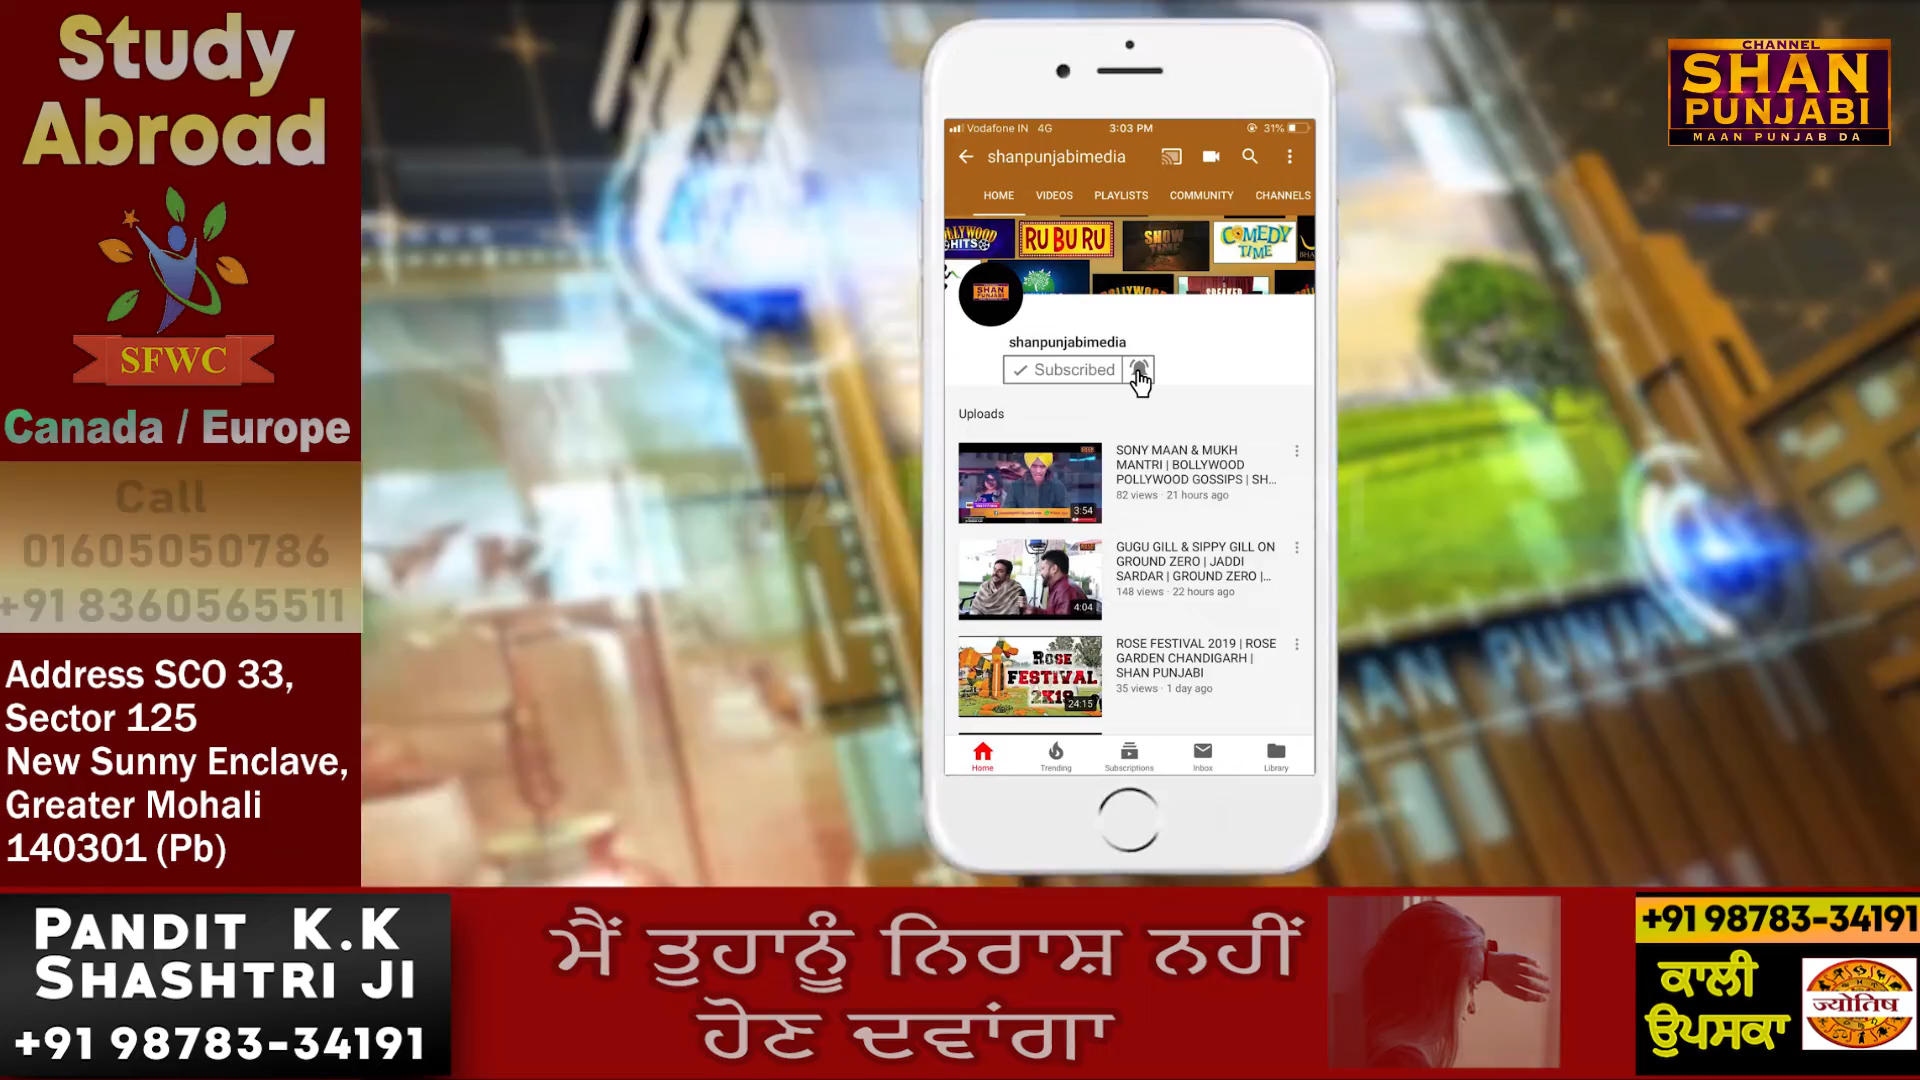 Study
Abroad
SFWC
Canada / Europe
Call
01605050786
+91 8360565511
Address SCO 33,
Sector 125
New Sunny Enclave,
Greater Mohali
140301 (Pb)
CHANNEL
SHAN
PUNJABI
MAAN PUNJAB DA
Vodafone IN 4G
3:03 PM
31%
shanpunjabimedia
HOME VIDEOS PLAYLISTS COMMUNITY CHANNELS
HITS
RU BU RU
SHOW
TIME
COMEDY
TIME
SHAN
PUNJABI
shanpunjabimedia
Subscribed
Uploads
SONY MAAN & MUKH
MANTRI | BOLLYWOOD
POLLYWOOD GOSSIPS | SH...
82 views · 21 hours ago
3:54
GUGU GILL & SIPPY GILL ON
GROUND ZERO | JADDI
SARDAR | GROUND ZERO |...
148 views · 22 hours ago
4:04
ROSE FESTIVAL 2019 | ROSE
GARDEN CHANDIGARH |
SHAN PUNJABI
35 views · 1 day ago
ROSE
FESTIVAL
2K19
24:15
Home Trending Subscriptions Inbox Library
PANDIT K.K
SHASHTRI JI
+91 98783-34191
ਮੈਂ ਤੁਹਾਨੂੰ ਨਿਰਾਸ਼ ਨਹੀਂ
ਹੋਣ ਦਵਾਂਗਾ
+91 98783-34191
ਕਾਲੀ
ਉਪਸਕਾ
ज्योतिष